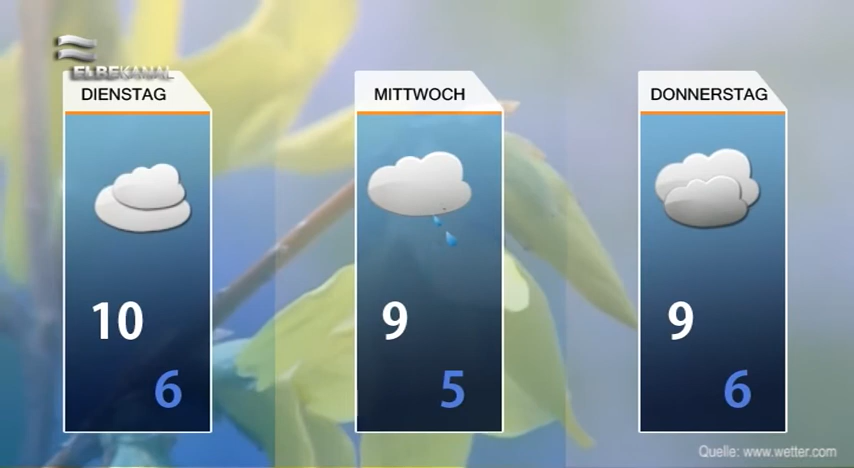 ELBEKANAL
DIENSTAG
MITTWOCH
DONNERSTAG
10
6
9
5
9
6
Quelle: www.wetter.com